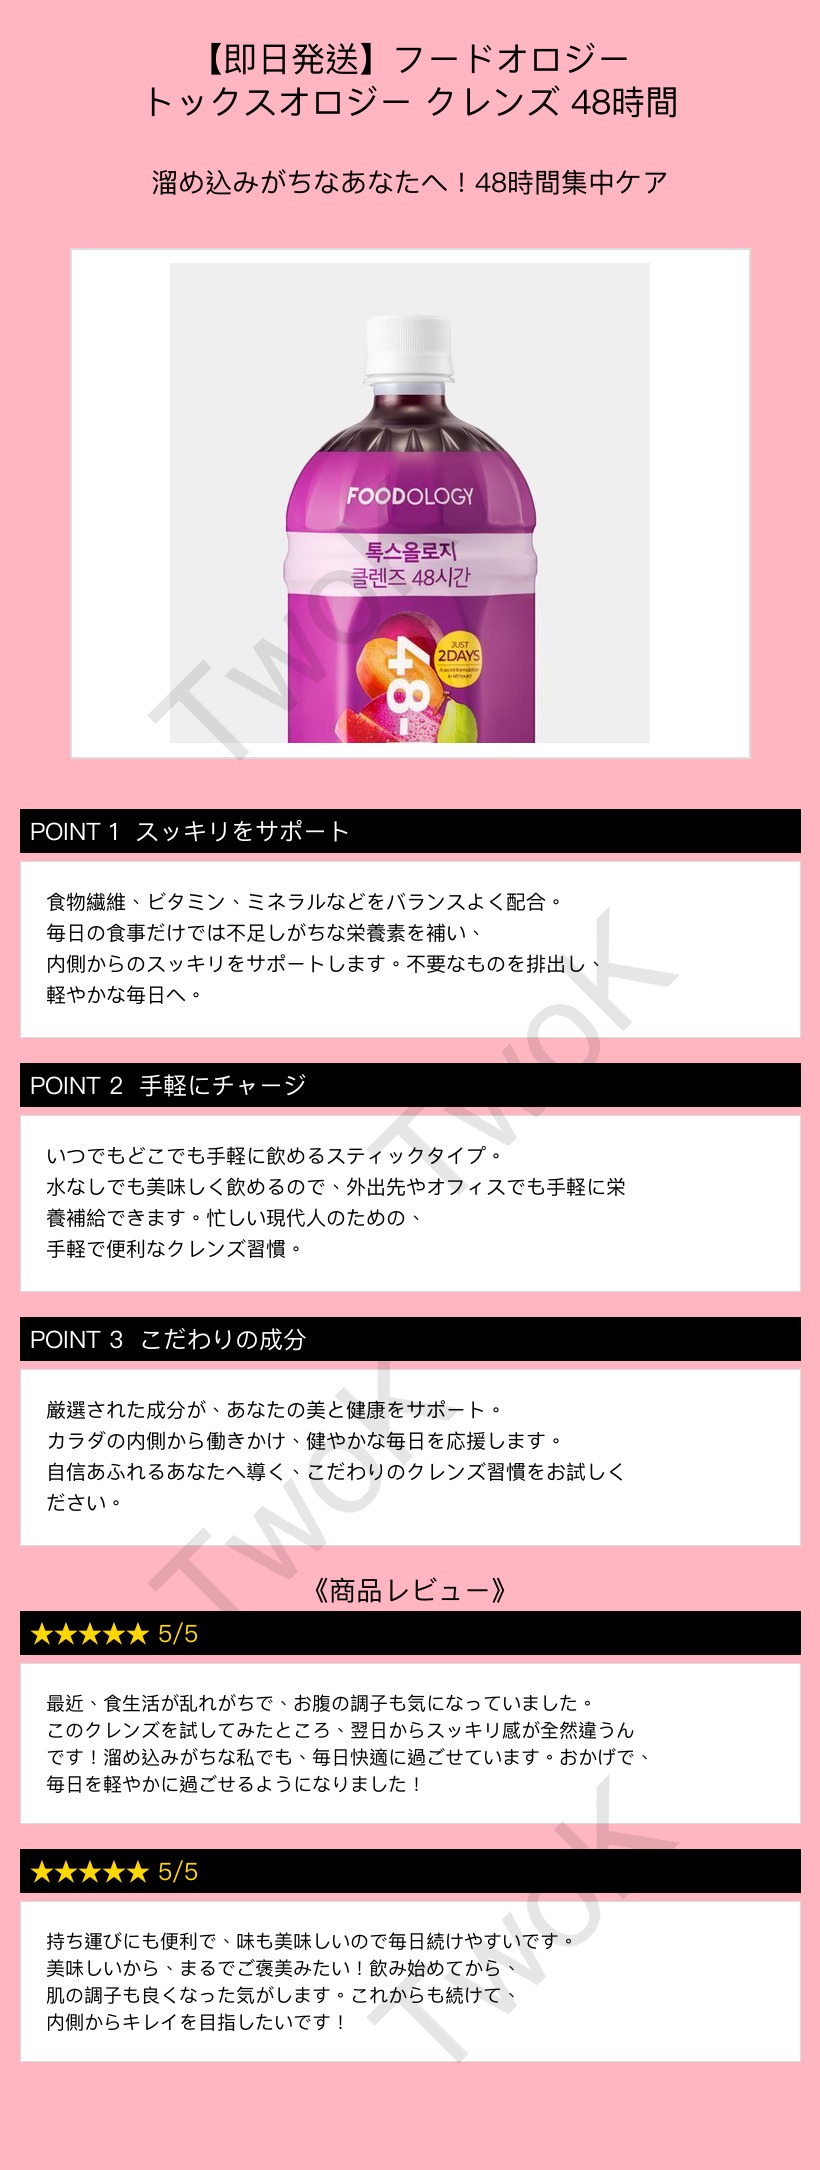 【即日発送】フードオロジー
トックスオロジー クレンズ 48時間
溜め込みがちなあなたへ！48時間集中ケア
FOODOLOGY
톡스올로지
클렌즈 48시간
JUST
2DAYS
A secret formulation
in 48 hours!
48-
TwoK
POINT 1 スッキリをサポート
食物繊維、ビタミン、ミネラルなどをバランスよく配合。
毎日の食事だけでは不足しがちな栄養素を補い、
内側からのスッキリをサポートします。不要なものを排出し、
軽やかな毎日へ。
TwoK
POINT 2 手軽にチャージ
いつでもどこでも手軽に飲めるスティックタイプ。
水なしでも美味しく飲めるので、外出先やオフィスでも手軽に栄
養補給できます。忙しい現代人のための、
手軽で便利なクレンズ習慣。
POINT 3 こだわりの成分
厳選された成分が、あなたの美と健康をサポート。
カラダの内側から働きかけ、健やかな毎日を応援します。
自信あふれるあなたへ導く、こだわりのクレンズ習慣をお試しく
ださい。
TwoK
《商品レビュー》
★★★★★ 5/5
最近、食生活が乱れがちで、お腹の調子も気になっていました。
このクレンズを試してみたところ、翌日からスッキリ感が全然違うん
です！溜め込みがちな私でも、毎日快適に過ごせています。おかげで、
毎日を軽やかに過ごせるようになりました！
★★★★★ 5/5
持ち運びにも便利で、味も美味しいので毎日続けやすいです。
美味しいから、まるでご褒美みたい！飲み始めてから、
肌の調子も良くなった気がします。これからも続けて、
内側からキレイを目指したいです！
TwoK